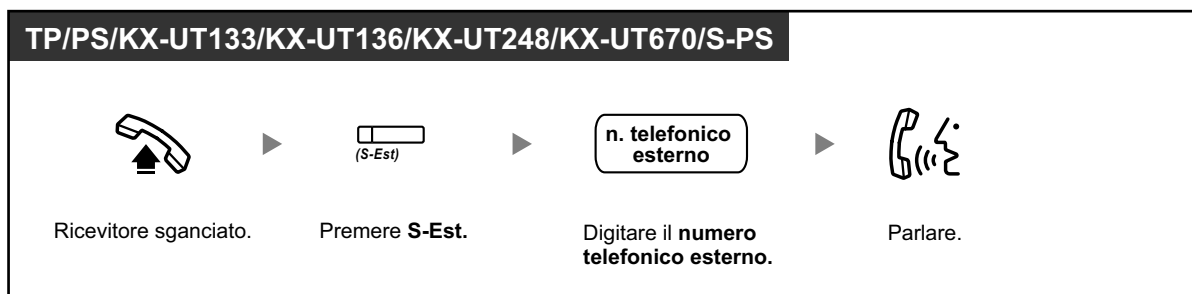 TP/PS/KX-UT133/KX-UT136/KX-UT248/KX-UT670/S-PS
(S-Est)
n. telefonico
esterno
Ricevitore sganciato.
Premere S-Est.
Digitare il numero
telefonico esterno.
Parlare.